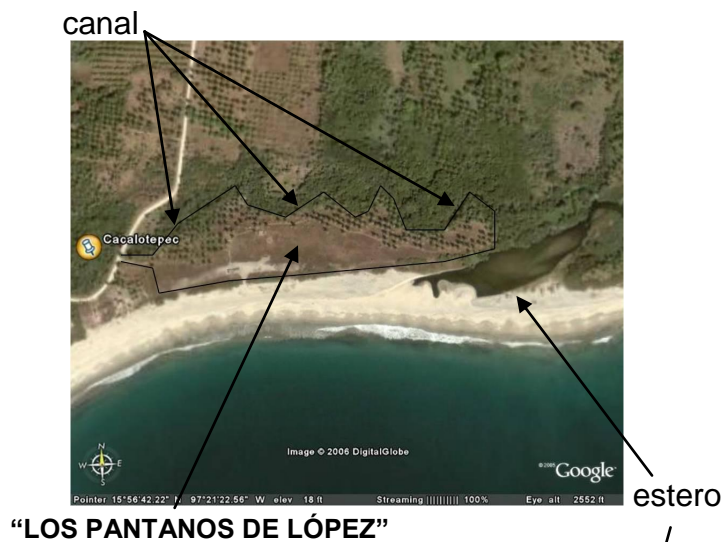 canal
Cacalotepec
Image © 2006 DigitalGlobe
N
W E
S
©2005 Google
Pointer 15°56'42.22" N 97°21'22.56" W elev 18 ft Streaming ||||||||| 100% Eye alt 2552 ft
estero
"LOS PANTANOS DE LÓPEZ"